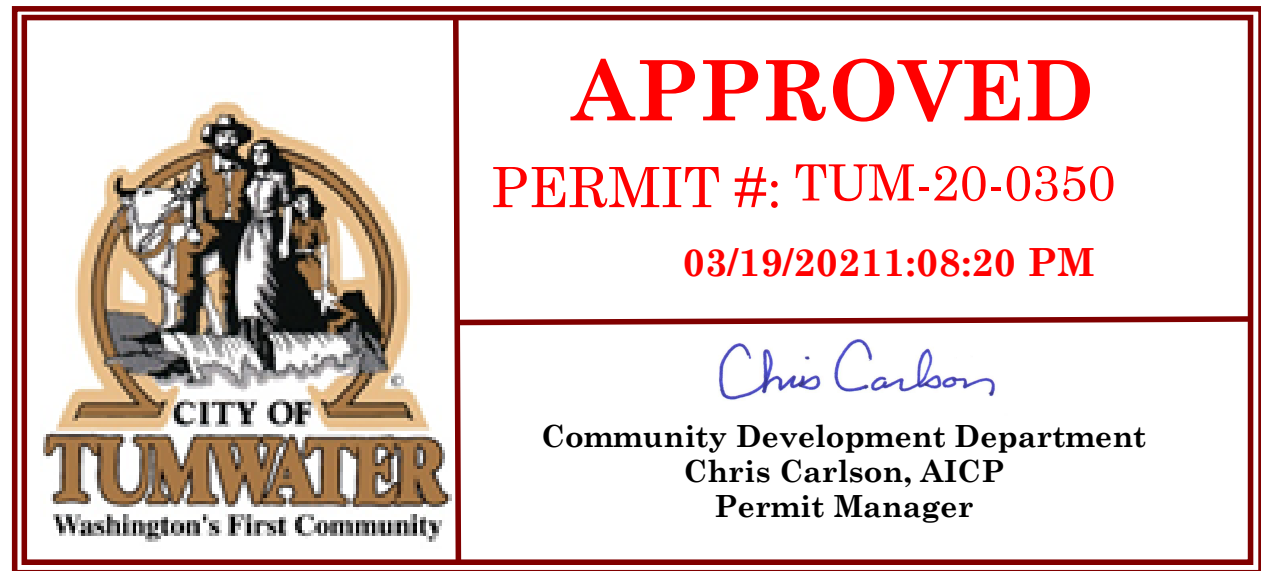 APPROVED
PERMIT #: TUM-20-0350
03/19/20211:08:20 PM
Chris Carlson
Community Development Department
Chris Carlson, AICP
Permit Manager
©
CITY OF
TUMWATER
Washington's First Community